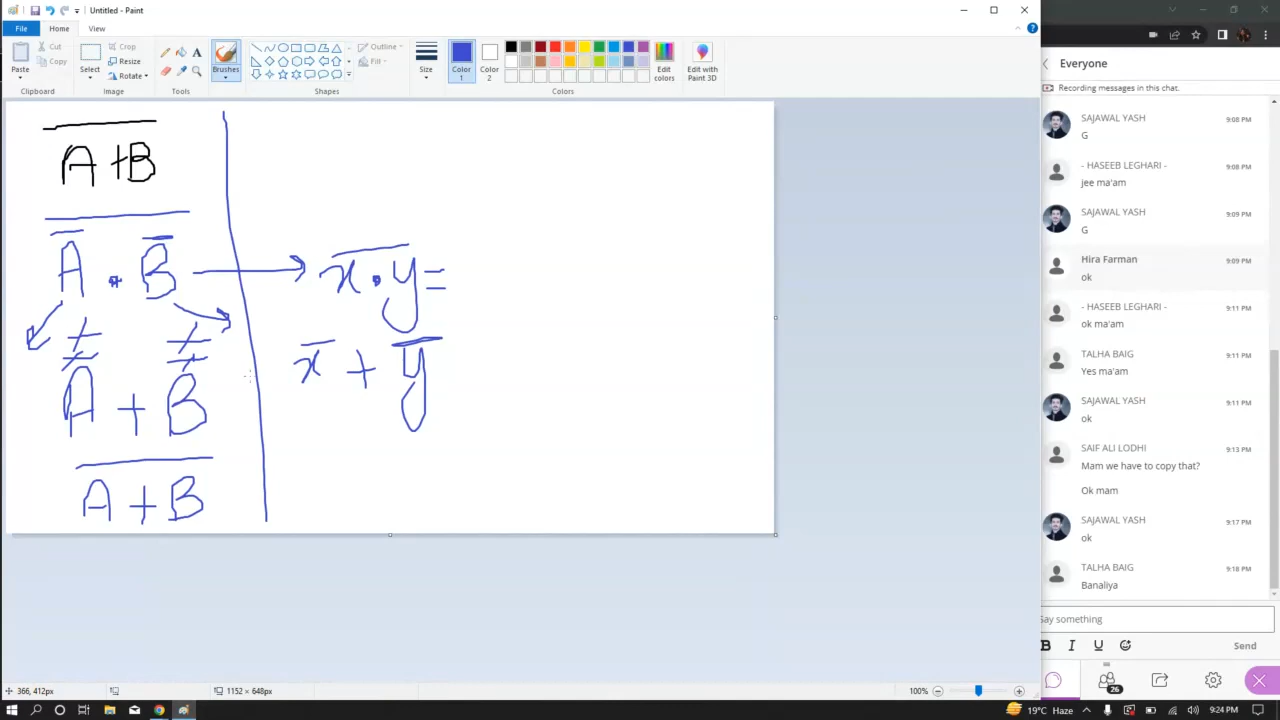 Untitled - Paint
File
Home
View
Paste
Cut
Copy
Clipboard
Select
Crop
Resize
Rotate
Image
Tools
Brushes
Shapes
Outline
Fill
Size
Color 1
Color 2
Edit colors
Edit with Paint 3D
Colors
A̅+̅B̅
A̅ . B̅
x̅ ̅.̅ ̅y̅ =
x̅ + y̅
≠ ≠
A + B
A̅ ̅+̅ ̅B̅
366, 412px
1152 × 648px
100%
Everyone
Recording messages in this chat.
SAJAWAL YASH 9:08 PM
G
- HASEEB LEGHARI - 9:08 PM
jee ma'am
SAJAWAL YASH 9:09 PM
G
Hira Farman 9:09 PM
ok
- HASEEB LEGHARI - 9:11 PM
ok ma'am
TALHA BAIG 9:11 PM
Yes ma'am
SAJAWAL YASH 9:11 PM
ok
SAIF ALI LODHI 9:13 PM
Mam we have to copy that?
Ok mam
SAJAWAL YASH 9:17 PM
ok
TALHA BAIG 9:18 PM
Banaliya
Say something
B I U
Send
26
19°C Haze
9:24 PM